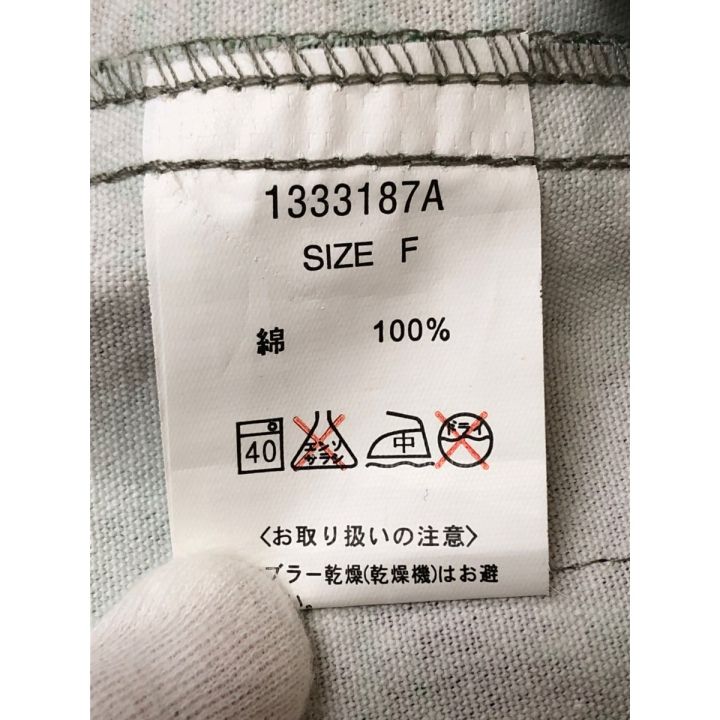 1333187A
SIZE F
綿 100%
40 エンソサラシ 中 ドライ
〈お取り扱いの注意〉
ブラー乾燥(乾燥機)はお避
い。